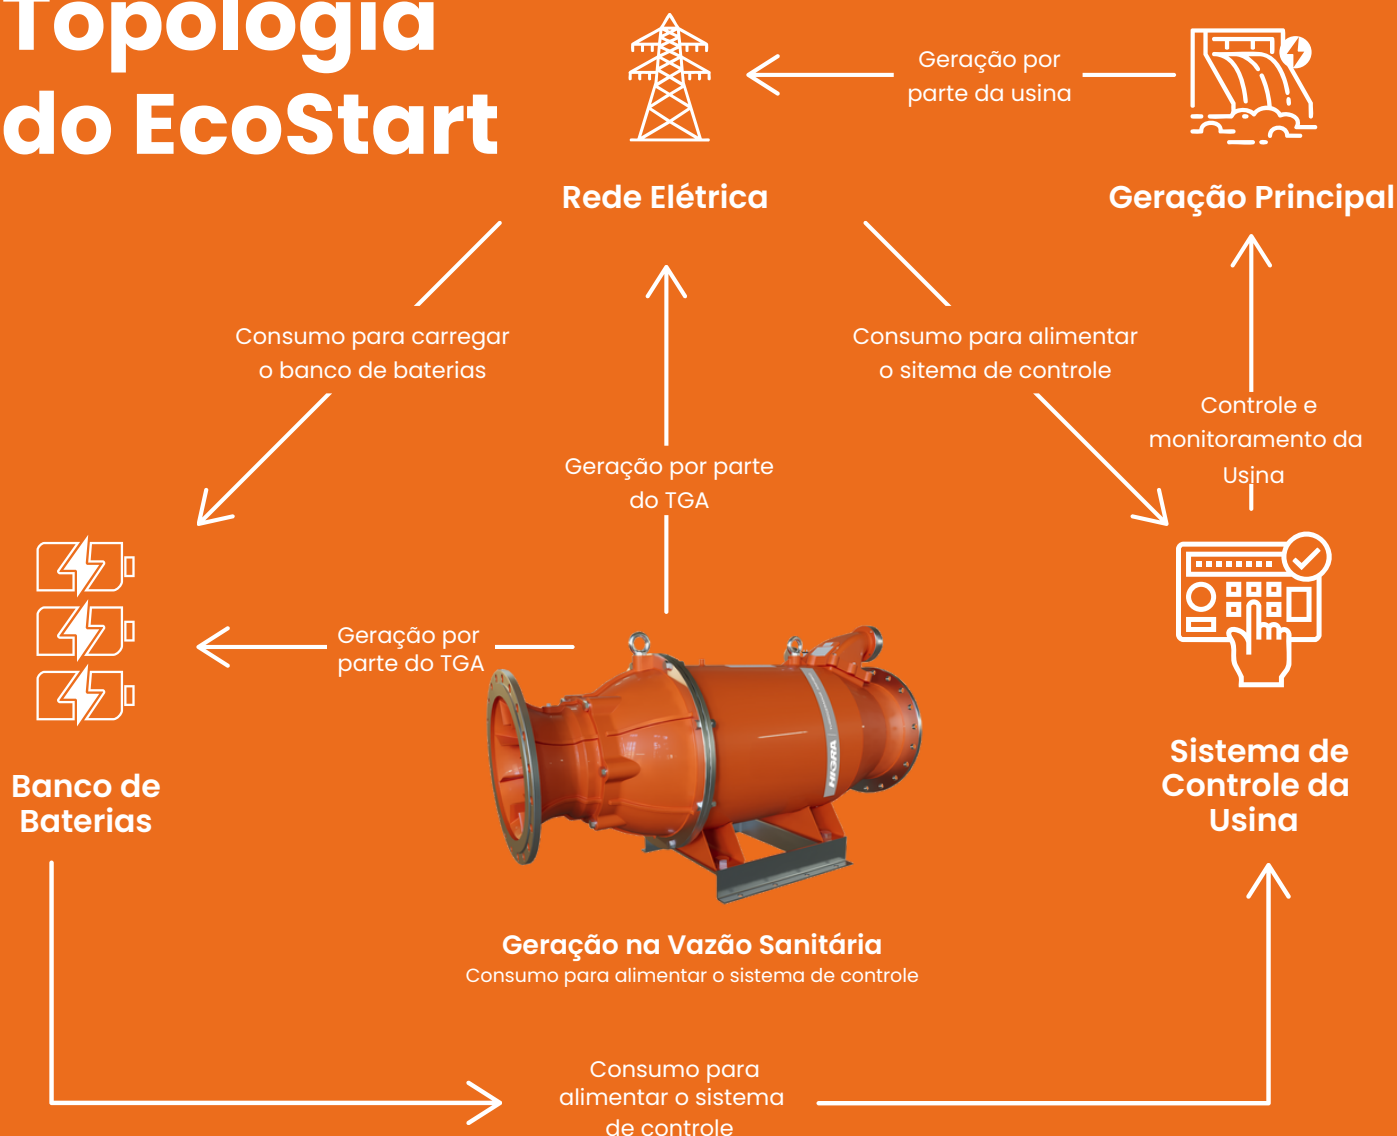 Topologia
do EcoStart
Geração por
parte da usina
Rede Elétrica
Geração Principal
Consumo para carregar
o banco de baterias
Consumo para alimentar
o sitema de controle
Controle e
monitoramento da
Usina
Geração por parte
do TGA
Geração por
parte do TGA
HIGRA
Banco de
Baterias
Sistema de
Controle da
Usina
Geração na Vazão Sanitária
Consumo para alimentar o sistema de controle
Consumo para
alimentar o sistema
de controle